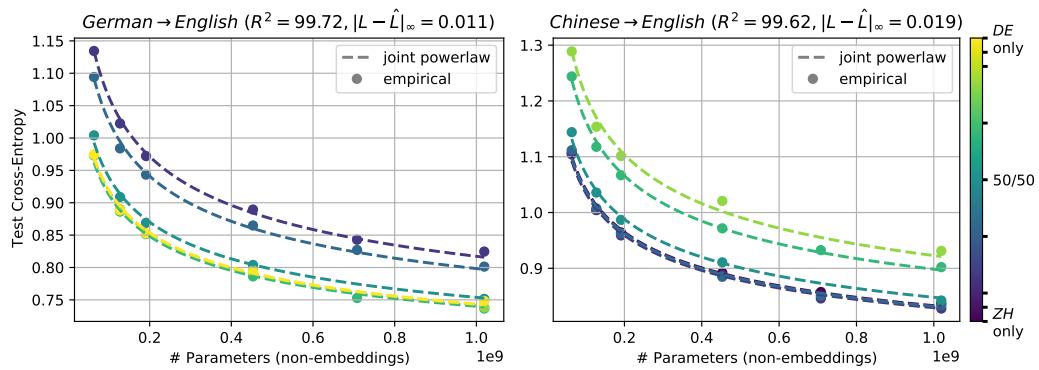 German→English (R² = 99.72, |L − L̂|∞ = 0.011)
Chinese→English (R² = 99.62, |L − L̂|∞ = 0.019)
1.15
1.10
1.05
1.00
0.95
0.90
0.85
0.80
0.75
Test Cross-Entropy
joint powerlaw
empirical
0.2
0.4
0.6
0.8
1.0
1e9
# Parameters (non-embeddings)
1.3
1.2
1.1
1.0
0.9
joint powerlaw
empirical
0.2
0.4
0.6
0.8
1.0
1e9
# Parameters (non-embeddings)
DE
only
50/50
ZH
only